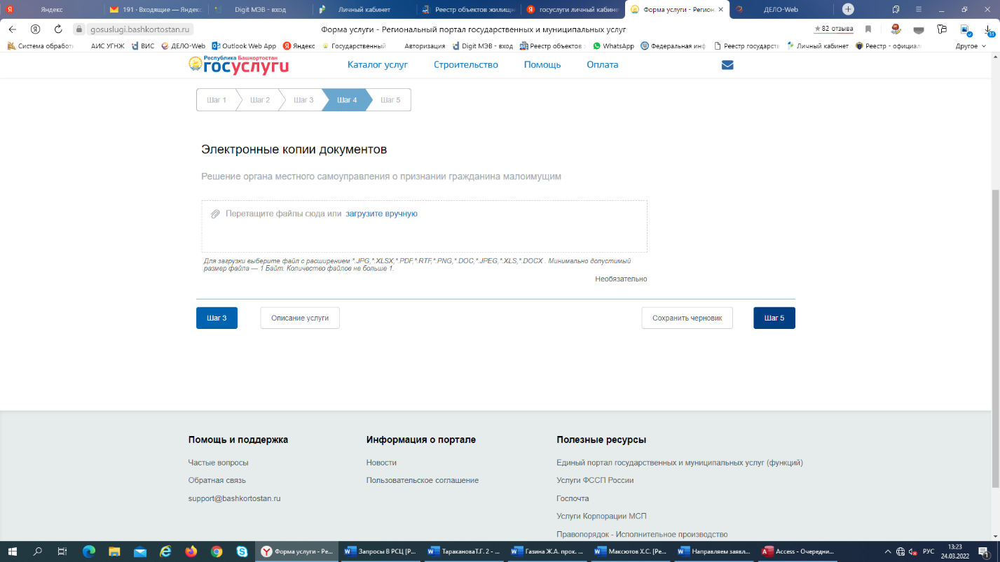 Яндекс
191 · Входящие — Яндекс
Digit МЭВ - вход
Личный кабинет
Реестр объектов жилищн
госуслуги личный кабине
Форма услуги - Регион
ДЕЛО-Web
gosuslugi.bashkortostan.ru
Форма услуги - Региональный портал государственных и муниципальных услуг
82 отзыва
31
Система обработ
АИС УГНЖ
ВИС
ДЕЛО-Web
Outlook Web App
Яндекс
Государственный
Авторизация
Digit МЭВ - вход
Реестр объектов
WhatsApp
Федеральная инф
Реестр государств
Личный кабинет
Реестр - официал
Другое
Республика Башкортостан
госуслуги
Каталог услуг
Строительство
Помощь
Оплата
Шаг 1
Шаг 2
Шаг 3
Шаг 4
Шаг 5
Электронные копии документов
Решение органа местного самоуправления о признании гражданина малоимущим
Перетащите файлы сюда или загрузите вручную
Для загрузки выберите файл с расширением *.JPG,*.XLSX,*.PDF,*.RTF,*.PNG,*.DOC,*.JPEG,*.XLS,*.DOCX . Минимально допустимый
размер файла — 1 Байт. Количество файлов не больше 1.
Необязательно
Шаг 3
Описание услуги
Сохранить черновик
Шаг 5
Помощь и поддержка
Частые вопросы
Обратная связь
support@bashkortostan.ru
Информация о портале
Новости
Пользовательское соглашение
Полезные ресурсы
Единый портал государственных и муниципальных услуг (функций)
Услуги ФССП России
Госпочта
Услуги Корпорации МСП
Правопорядок - Исполнительное производство
Форма услуги - Ре...
Запросы В РСЦ [Р...
ТаракановаТ.Г. 2 - ...
Газина Ж.А. прок. ...
Максютов Х.С. [Ре...
Направляем заявл...
Access - Очередни...
РУС
13:23
24.03.2022
1